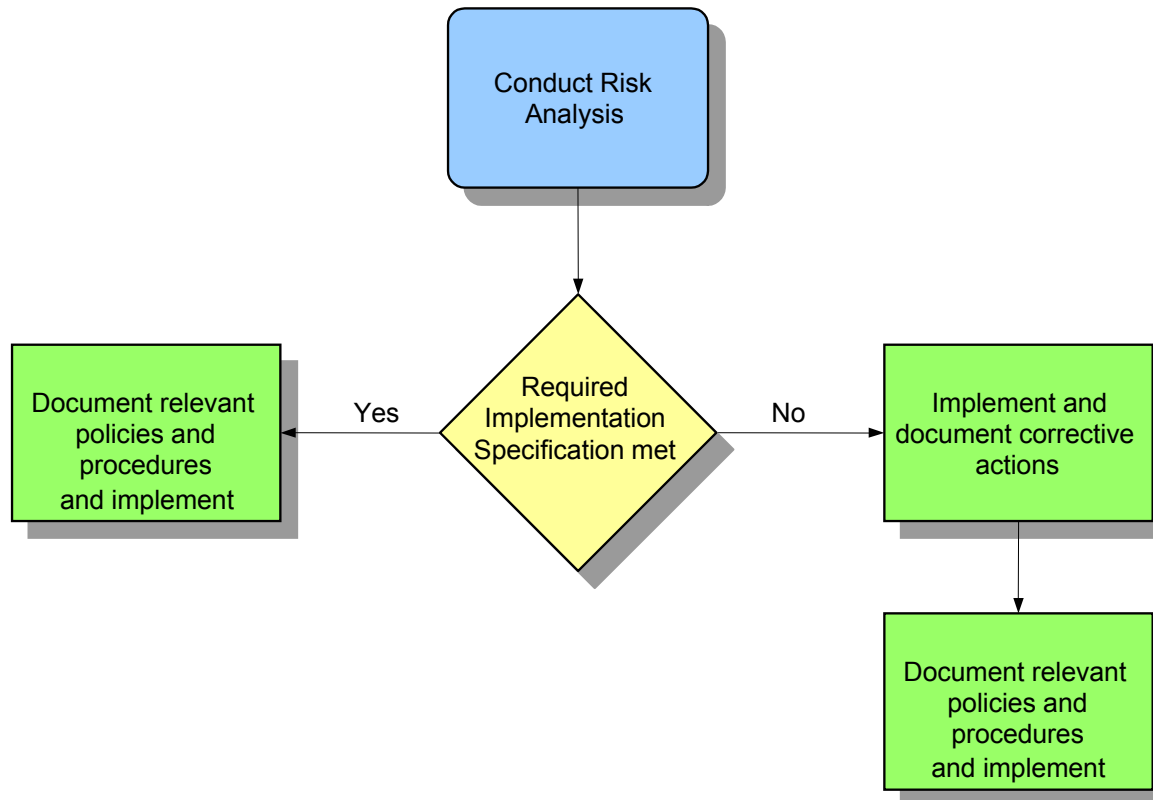 Conduct Risk
Analysis
Required
Implementation
Specification met
Yes
No
Document relevant
policies and
procedures
and implement
Implement and
document corrective
actions
Document relevant
policies and
procedures
and implement